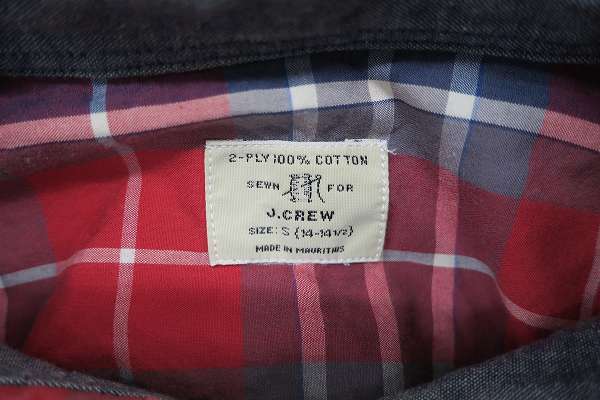 2-PLY 100% COTTON
SEWN FOR
J.CREW
SIZE: S {14-14 1/2}
MADE IN MAURITIUS